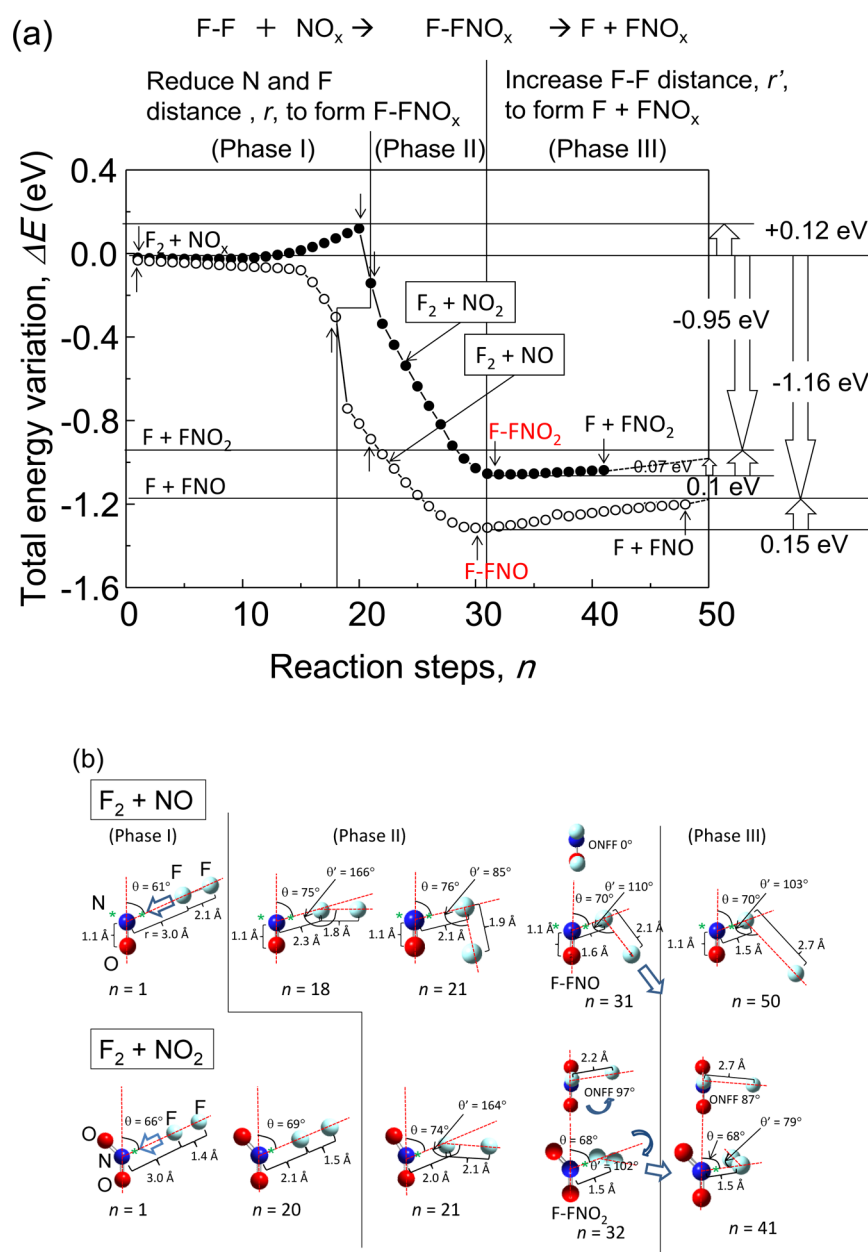 (a)
F-F + NOx → F-FNOx → F + FNOx
Reduce N and F
distance , r, to form F-FNOx
Increase F-F distance, r′,
to form F + FNOx
(Phase I)
(Phase II)
(Phase III)
Total energy variation, ΔE (eV)
0.4
0.0
-0.4
-0.8
-1.2
-1.6
F2 + NOx
F2 + NO2
F2 + NO
F + FNO2
F + FNO
F-FNO2
F + FNO2
F-FNO
F + FNO
0.07 eV
+0.12 eV
-0.95 eV
-1.16 eV
0.1 eV
0.15 eV
0 10 20 30 40 50
Reaction steps, n
(b)
F2 + NO
(Phase I)
(Phase II)
(Phase III)
N
O
F
F
θ = 61°
*
*
1.1 Å
r = 3.0 Å
2.1 Å
n = 1
θ = 75°
θ′ = 166°
*
*
1.1 Å
2.3 Å
1.8 Å
n = 18
θ = 76°
θ′ = 85°
*
*
1.1 Å
2.1 Å
1.9 Å
n = 21
ONFF 0°
θ = 70°
θ′ = 110°
*
1.1 Å
1.6 Å
2.1 Å
F-FNO
n = 31
θ = 70°
θ′ = 103°
*
*
1.1 Å
1.5 Å
2.7 Å
n = 50
F2 + NO2
O
N
O
F
F
θ = 66°
*
3.0 Å
1.4 Å
n = 1
θ = 69°
*
2.1 Å
1.5 Å
n = 20
θ = 74°
θ′ = 164°
*
2.0 Å
2.1 Å
n = 21
2.2 Å
ONFF 97°
θ = 68°
*
θ′ = 102°
1.5 Å
F-FNO2
n = 32
2.7 Å
ONFF 87°
θ = 68°
θ′ = 79°
*
1.5 Å
n = 41